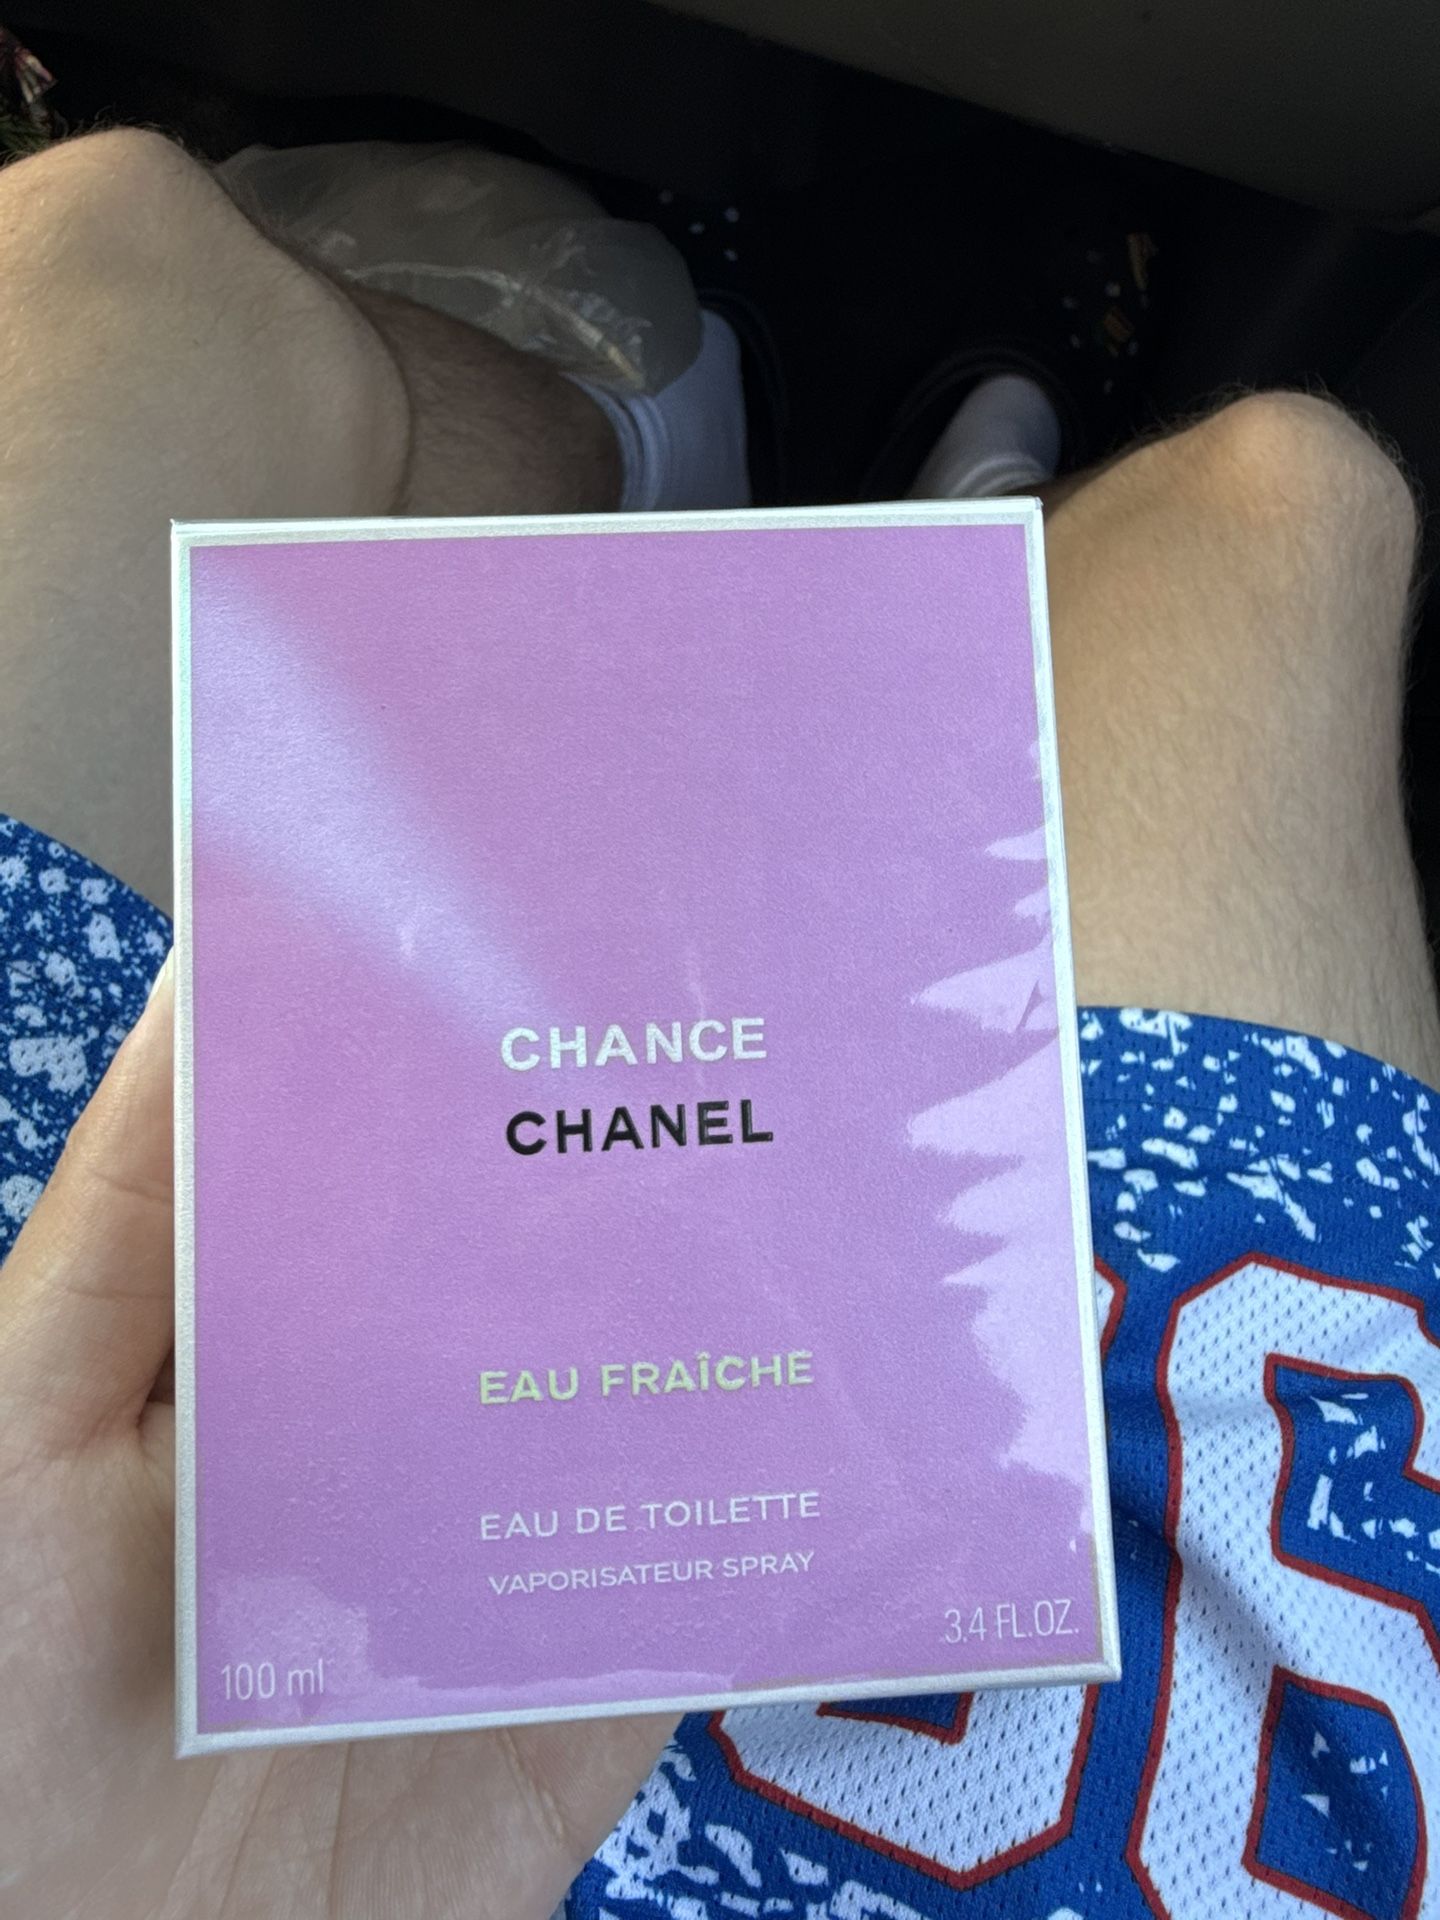 CHANCE
CHANEL
EAU FRAÎCHE
EAU DE TOILETTE
VAPORISATEUR SPRAY
3.4 FL.OZ.
100 ml